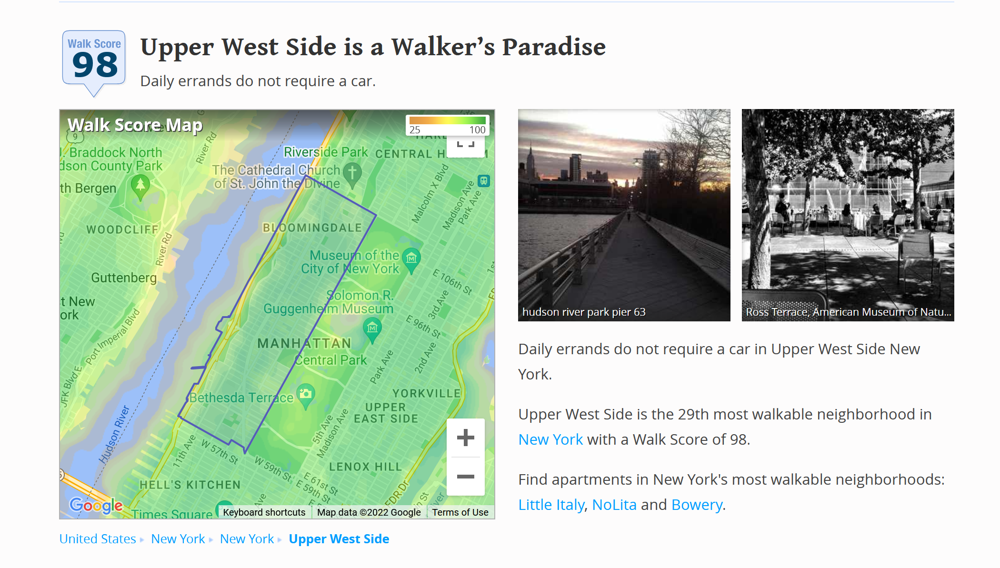 Walk Score
98
Upper West Side is a Walker’s Paradise
Daily errands do not require a car.
Walk Score Map
25 100
9
River Rd
J. Braddock North
dson County Park
Riverside Park
CENTRAL H
The Cathedral Church
of St. John the Divine
th Bergen
Malcolm X Blvd
Madison Ave
Park Ave
WOODCLIFF
BLOOMINGDALE
River Rd
Museum of the
City of New York
Guttenberg
E 106th St
Solomon R.
Guggenheim Museum
t New
ork
3rd Ave
E 96th St
Port Imperial Blvd
MANHATTAN
Central Park
Park Ave
2nd Ave
JFK Blvd E
Bethesda Terrace
YORKVILLE
UPPER
EAST SIDE
Hudson River
5th Ave
Madison Ave
11th Ave
W 57th St
W 59th St
LENOX HILL
E 61st St
E 59th St
HELL'S KITCHEN
FDR Dr
Google
Times Square
Keyboard shortcuts
Map data ©2022 Google
Terms of Use
United States
New York
New York
Upper West Side
hudson river park pier 63
Ross Terrace, American Museum of Natu...
Daily errands do not require a car in Upper West Side New
York.
Upper West Side is the 29th most walkable neighborhood in
New York with a Walk Score of 98.
Find apartments in New York's most walkable neighborhoods:
Little Italy, NoLita and Bowery.